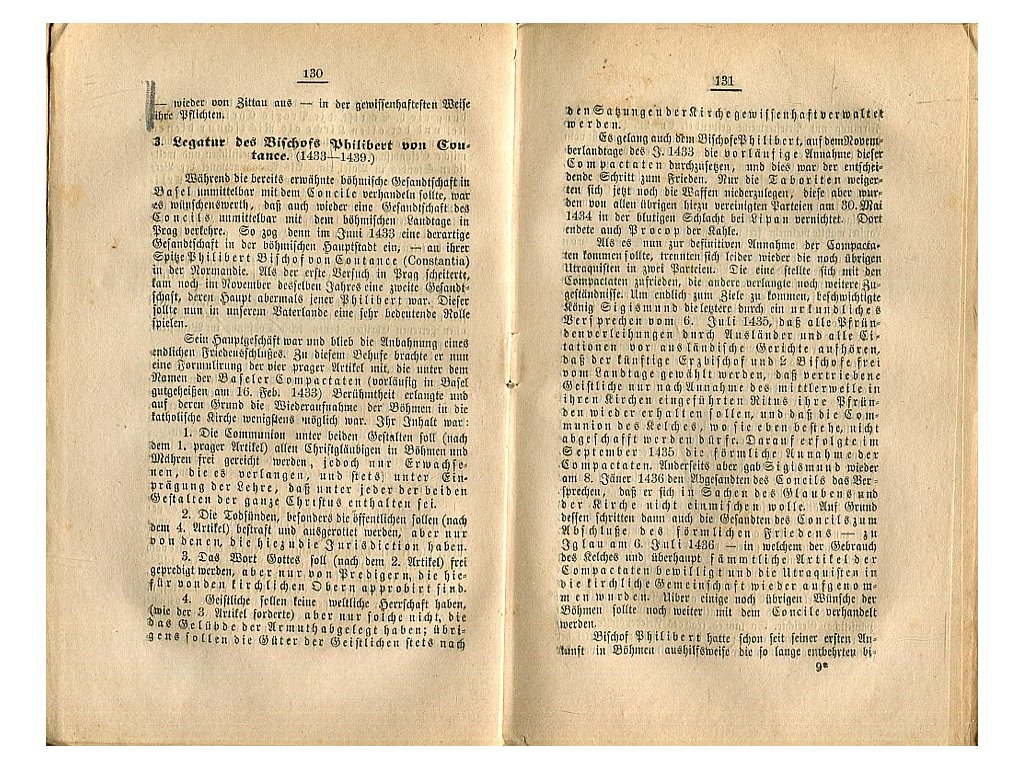 130
— wieder von Zittau aus — in der gewissenhaftesten Weise
ihre Pflichten.
3. Legatur des Bischofs Philibert von Cou-
tance. (1433—1439.)
Während die bereits erwähnte böhmische Gesandtschaft in
Basel unmittelbar mit dem Concile verhandeln sollte, war
es wünschenswerth, daß auch wieder eine Gesandtschaft des
Concils unmittelbar mit dem böhmischen Landtage in
Prag verkehre. So zog denn im Juni 1433 eine derartige
Gesandtschaft in der böhmischen Hauptstadt ein, — an ihrer
Spitze Philibert Bischof von Coutance (Constantia)
in der Normandie. Als der erste Versuch in Prag scheiterte,
kam noch im November desselben Jahres eine zweite Gesandt-
schaft, deren Haupt abermals jener Philibert war. Dieser
sollte nun in unserem Vaterlande eine sehr bedeutende Rolle
spielen.
Sein Hauptgeschäft war und blieb die Anbahnung eines
endlichen Friedensschlußes. Zu diesem Behufe brachte er nun
eine Formulirung der vier prager Artikel mit, die unter dem
Namen der Baseler Compactaten (vorläufig in Basel
gutgeheißen am 16. Feb. 1433) Berühmtheit erlangte und
auf deren Grund die Wiederaufnahme der Böhmen in die
katholische Kirche wenigstens möglich war. Ihr Inhalt war:
1. Die Communion unter beiden Gestalten soll (nach
dem 1. prager Artikel) allen Christgläubigen in Böhmen und
Mähren frei gereicht werden, jedoch nur Erwachse-
nen, die es verlangen, und stets unter Ein-
prägung der Lehre, daß unter jeder der beiden
Gestalten der ganze Christus enthalten sei.
2. Die Todsünden, besonders die öffentlichen sollen (nach
dem 4. Artikel) bestraft und ausgerottet werden, aber nur
von denen, die hiezu die Jurisdiction haben.
3. Das Wort Gottes soll (nach dem 2. Artikel) frei
gepredigt werden, aber nur von Predigern, die hie-
für von den kirchlichen Obern approbirt sind.
4. Geistliche sollen keine weltliche Herrschaft haben,
(wie der 3. Artikel forderte) aber nur solche nicht, die
das Gelübde der Armuth abgelegt haben; übri-
gens sollen die Güter der Geistlichen stets nach
131
den Satzungen der Kirche gewissenhaft verwaltet
werden.
Es gelang auch dem Bischofe Philibert, auf dem Novem-
berlandtage des J. 1433 die vorläufige Annahme dieser
Compactaten durchzusetzen, und dies war der entschei-
dende Schritt zum Frieden. Nur die Taboriten weiger-
ten sich jetzt noch die Waffen niederzulegen, diese aber wur-
den von allen übrigen hiezu vereinigten Parteien am 30. Mai
1434 in der blutigen Schlacht bei Lipan vernichtet. Dort
endete auch Procop der Kahle.
Als es nun zur definitiven Annahme der Compacta-
ten kommen sollte, trennten sich leider wieder die noch übrigen
Utraquisten in zwei Parteien. Die eine stellte sich mit den
Compactaten zufrieden, die andere verlangte noch weitere Zu-
geständnisse. Um endlich zum Ziele zu kommen, beschwichtigte
König Sigismund die letztere durch ein urkundliches
Versprechen vom 6. Juli 1435, daß alle Pfrün-
denverleihungen durch Ausländer und alle Ci-
tationen vor ausländische Gerichte aufhören,
daß der künftige Erzbischof und 2 Bischofe frei
vom Landtage gewählt werden, daß vertriebene
Geistliche nur nach Annahme des mittlerweile in
ihren Kirchen eingeführten Ritus ihre Pfrün-
den wieder erhalten sollen, und daß die Com-
munion des Kelches, wo sie eben bestehe, nicht
abgeschafft werden dürfe. Darauf erfolgte im
September 1435 die förmliche Annahme der
Compactaten. Anderseits aber gab Sigismund wieder
am 8. Jäner 1436 den Abgesandten des Concils das Ver-
sprechen, daß er sich in Sachen des Glaubens und
der Kirche nicht einmischen wolle. Auf Grund
dessen schritten dann auch die Gesandten des Concils zum
Abschluße des förmlichen Friedens — zu
Iglau am 6. Juli 1436 — in welchem der Gebrauch
des Kelches und überhaupt sämmtliche Artikel der
Compactaten bewilligt und die Utraquisten in
die kirchliche Gemeinschaft wieder aufgenom-
men wurden. Uiber einige noch übrigen Wünsche der
Böhmen sollte noch weiter mit dem Concile verhandelt
werden.
Bischof Philibert hatte schon seit seiner ersten An-
kunft in Böhmen aushilfsweise die so lange entbehrten bi-
9*